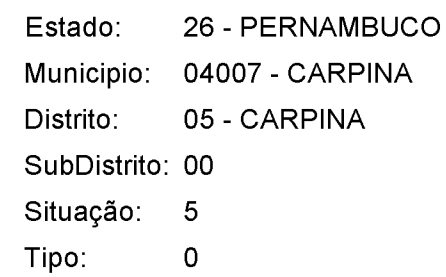 Estado: 26 - PERNAMBUCO
Municipio: 04007 - CARPINA
Distrito: 05 - CARPINA
SubDistrito: 00
Situação: 5
Tipo: 0